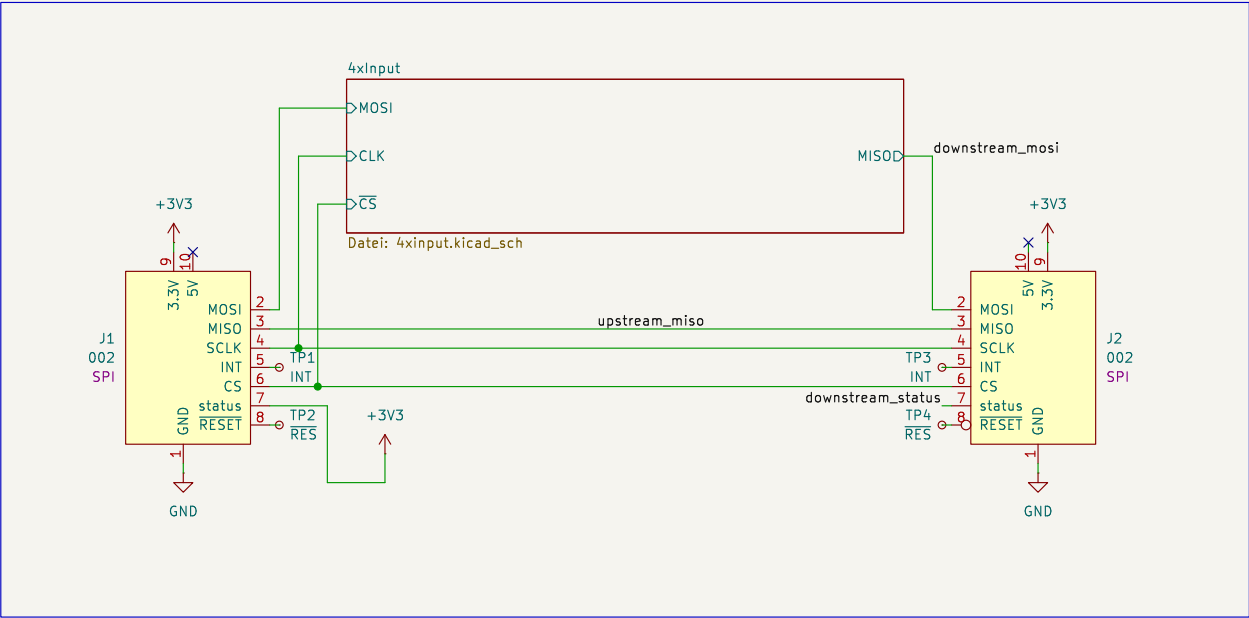 4xInput
MOSI
CLK
CS
MISO
downstream_mosi
Datei: 4xinput.kicad_sch
+3V3
9
10
3.3V
5V
J1
002
SPI
MOSI 2
MISO 3
SCLK 4
INT 5
CS 6
status 7
RESET 8
GND
1
GND
TP1
INT
TP2
RES
+3V3
upstream_miso
downstream_status
+3V3
10
9
5V
3.3V
TP3
INT
TP4
RES
2 MOSI
3 MISO
4 SCLK
5 INT
6 CS
7 status
8 RESET
GND
1
GND
J2
002
SPI